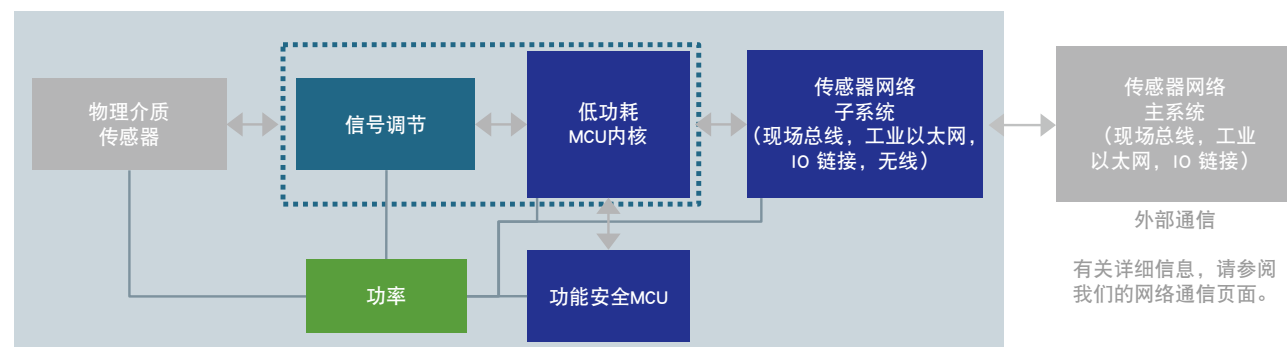 物理介质
传感器
信号调节
低功耗
MCU内核
传感器网络
子系统
（现场总线，工业以太网，
IO 链接，无线）
传感器网络
主系统
（现场总线，工业
以太网，IO 链接）
外部通信
有关详细信息，请参阅
我们的网络通信页面。
功率
功能安全MCU